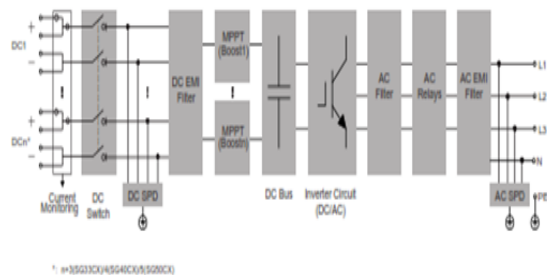 DC1
+
−
DCn*
+
−
Current
Monitoring
DC
Switch
DC SPD
DC EMI
Filter
MPPT
(Boost1)
MPPT
(Boostn)
DC Bus
Inverter Circuit
(DC/AC)
AC
Filter
AC
Relays
AC EMI
Filter
AC SPD
L1
L2
L3
N
PE
*: n=3(SG33CX)/4(SG40CX)/5(SG50CX)